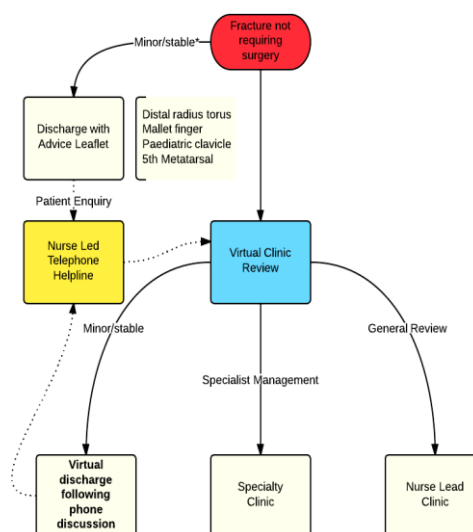 Fracture not
requiring
surgery
Minor/stable*
Discharge with
Advice Leaflet
Distal radius torus
Mallet finger
Paediatric clavicle
5th Metatarsal
Patient Enquiry
Nurse Led
Telephone
Helpline
Virtual Clinic
Review
Minor/stable
General Review
Specialist Management
Virtual
discharge
following
phone
discussion
Specialty
Clinic
Nurse Lead
Clinic